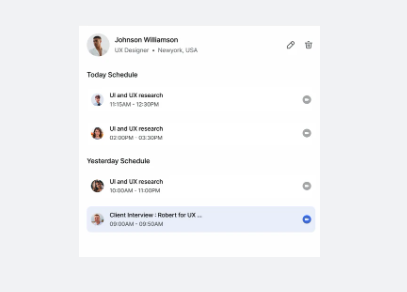 Johnson Williamson
UX Designer • Newyork, USA
Today Schedule
UI and UX research
11:15AM - 12:30PM
UI and UX research
02:00PM - 03:30PM
Yesterday Schedule
UI and UX research
10:00AM - 11:00PM
Client Interview : Robert for UX ...
09:00AM - 09:50AM